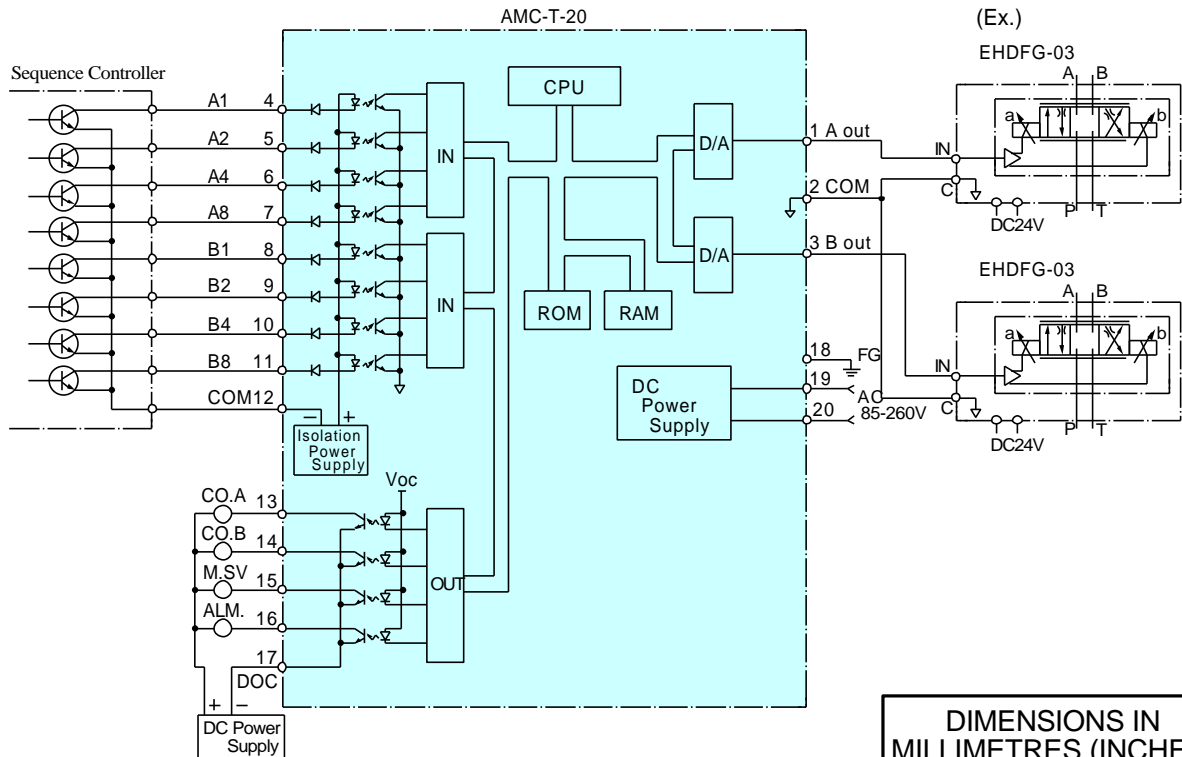 AMC-T-20
(Ex.)
Sequence Controller
A1 4
A2 5
A4 6
A8 7
B1 8
B2 9
B4 10
B8 11
COM12
IN
IN
CPU
ROM
RAM
D/A
D/A
1 A out
2 COM
3 B out
18
FG
19
AC
85-260V
20
DC
Power
Supply
- +
Isolation
Power
Supply
Voc
CO.A 13
CO.B 14
M.SV 15
ALM. 16
17
DOC
OUT
+ -
DC Power
Supply
EHDFG-03
A B
a b
IN
C
P T
DC24V
EHDFG-03
A B
a b
IN
C
P T
DC24V
DIMENSIONS IN
MILLIMETRES (INCHE